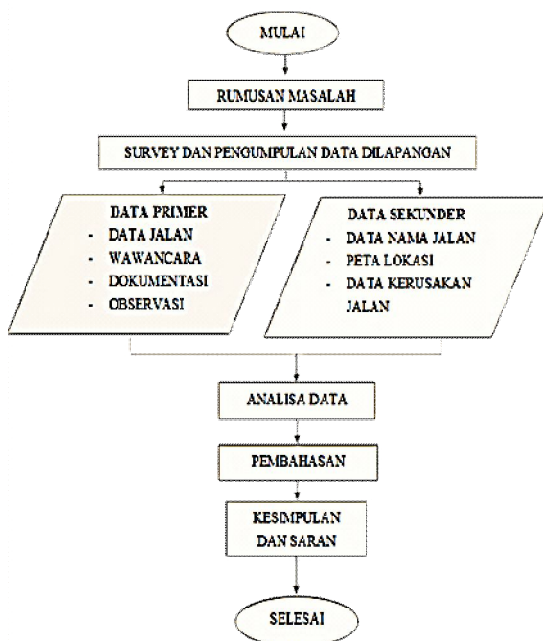 MULAI
RUMUSAN MASALAH
SURVEY DAN PENGUMPULAN DATA DILAPANGAN
DATA PRIMER
- DATA JALAN
- WAWANCARA
- DOKUMENTASI
- OBSERVASI
DATA SEKUNDER
- DATA NAMA JALAN
- PETA LOKASI
- DATA KERUSAKAN
JALAN
ANALISA DATA
PEMBAHASAN
KESIMPULAN
DAN SARAN
SELESAI